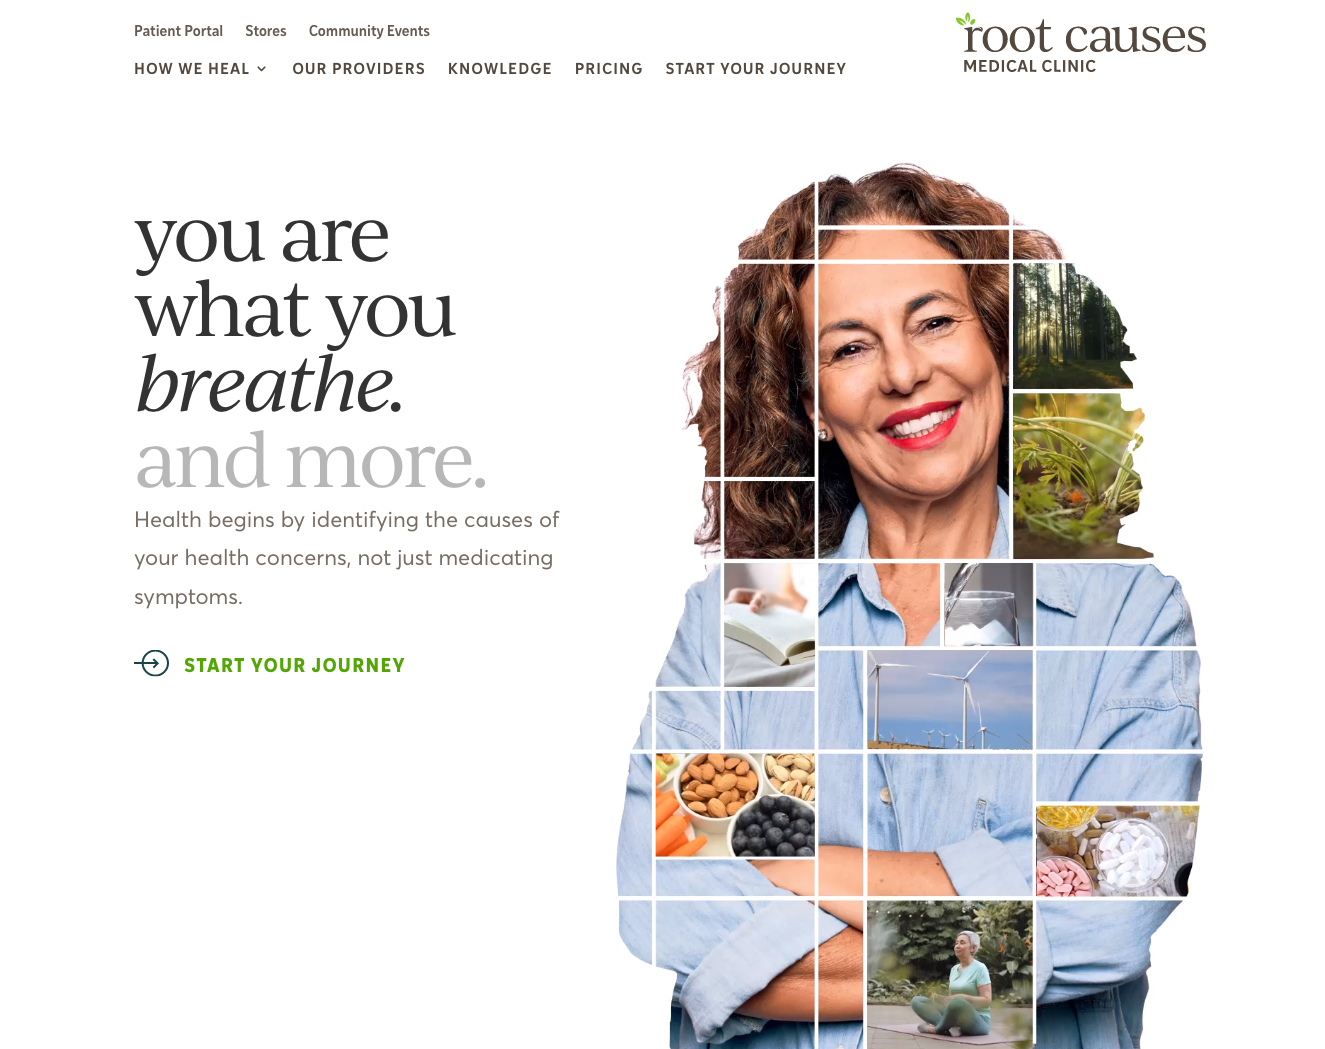 Patient Portal Stores Community Events
HOW WE HEAL OUR PROVIDERS KNOWLEDGE PRICING START YOUR JOURNEY
root causes
MEDICAL CLINIC
you are
what you
breathe.
and more.
Health begins by identifying the causes of
your health concerns, not just medicating
symptoms.
START YOUR JOURNEY